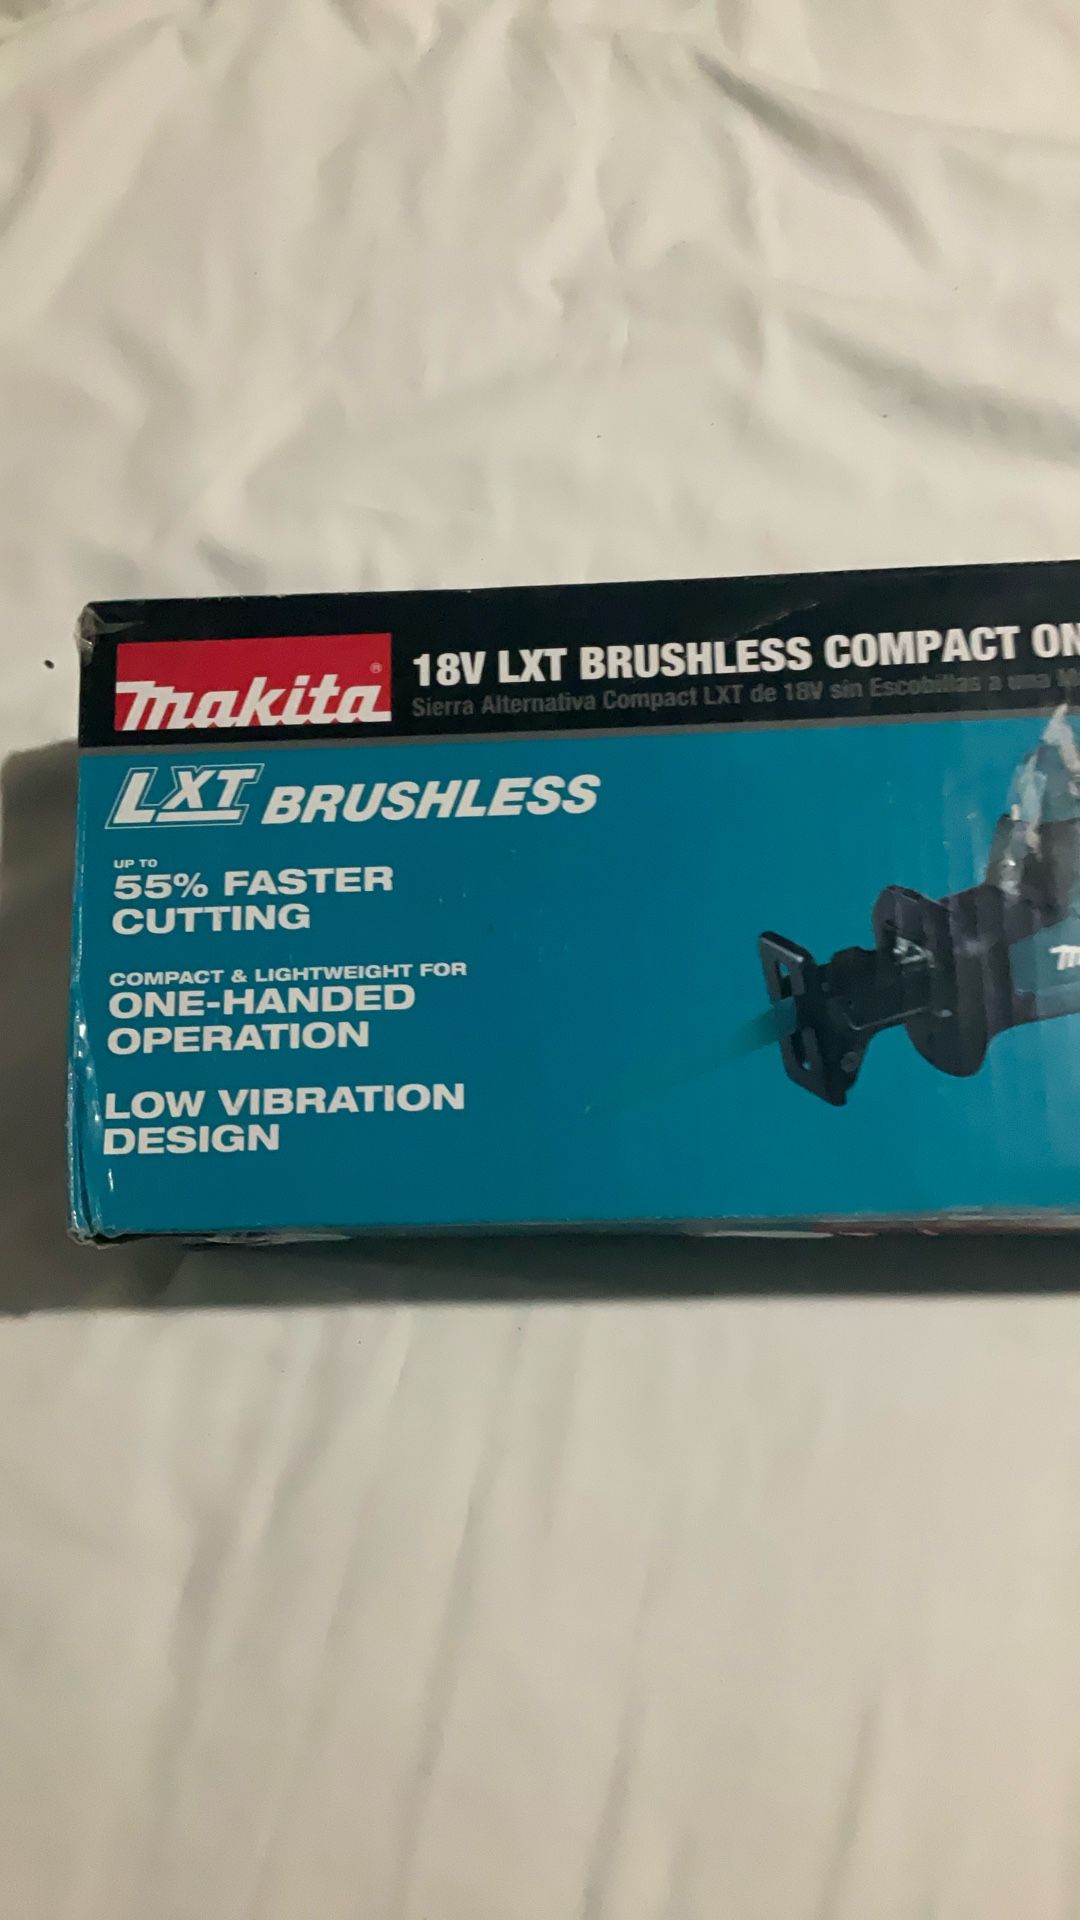 makita®
18V LXT BRUSHLESS COMPACT
Sierra Alternativa Compact LXT de 18V sin Escobillas a una
LXT BRUSHLESS
UP TO
55% FASTER
CUTTING
COMPACT & LIGHTWEIGHT FOR
ONE-HANDED
OPERATION
LOW VIBRATION
DESIGN